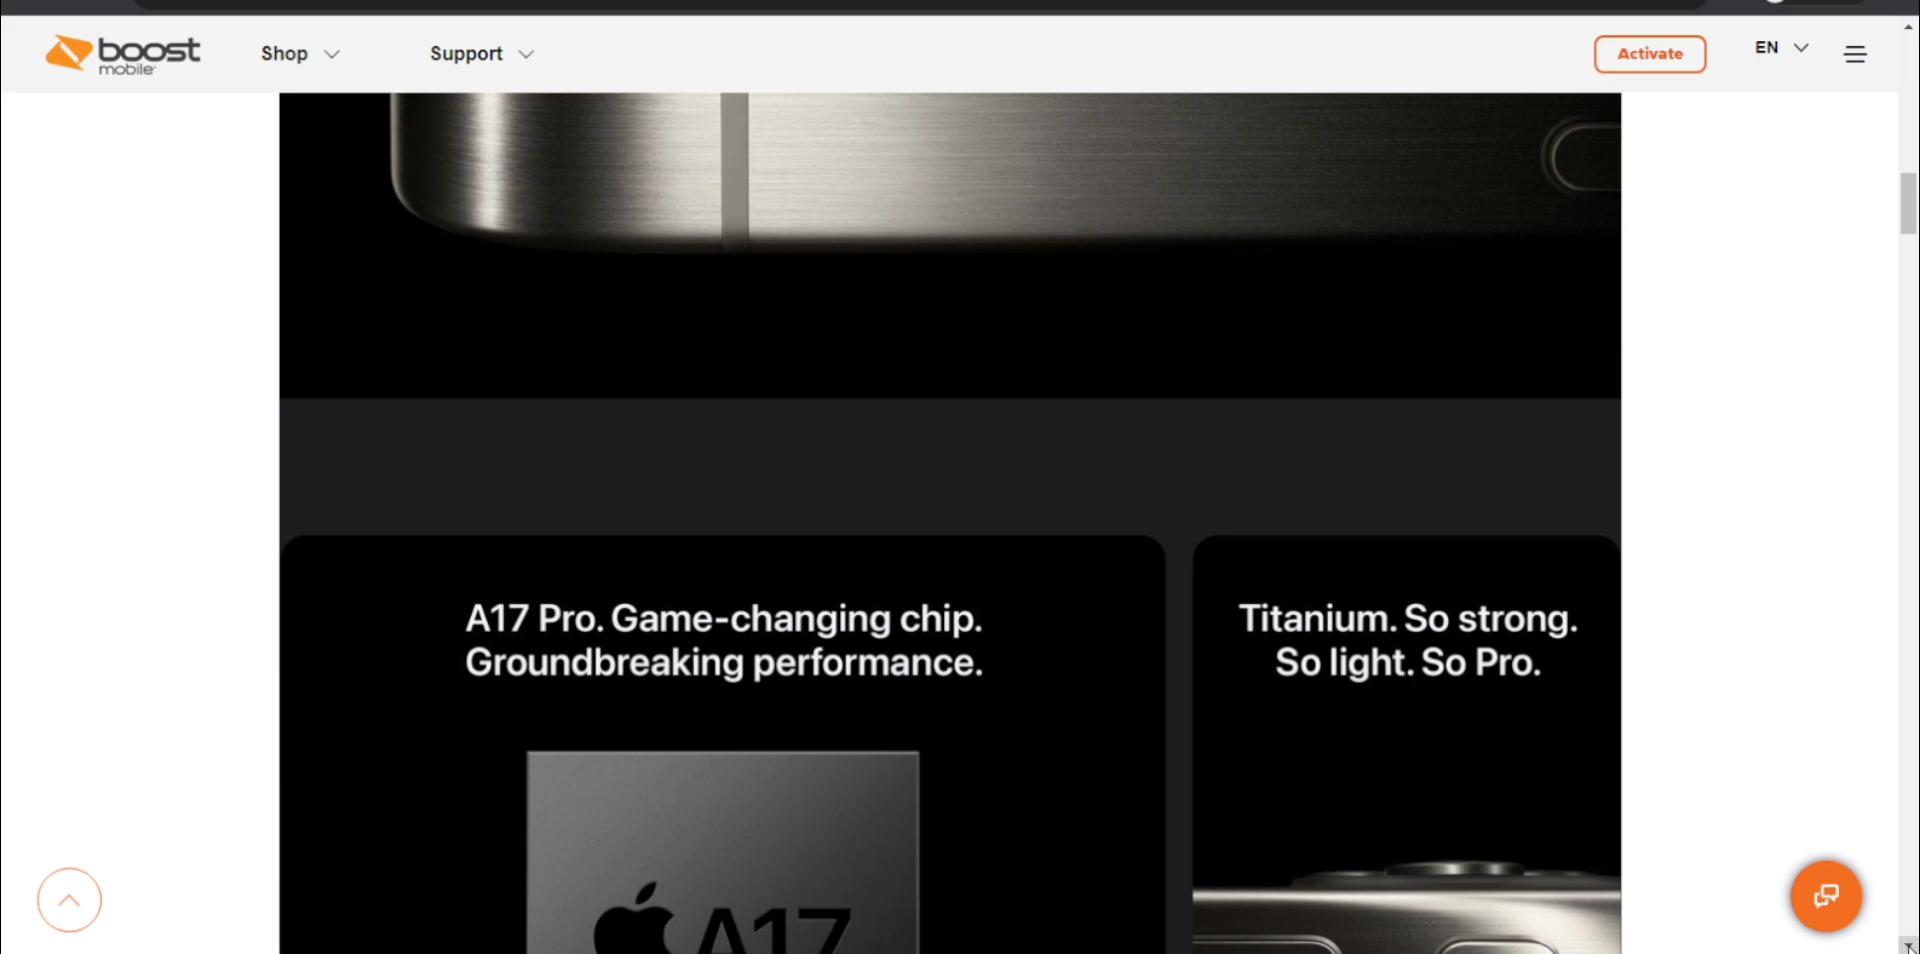 boost
mobile
Shop
Support
Activate
EN
A17 Pro. Game-changing chip.
Groundbreaking performance.
Titanium. So strong.
So light. So Pro.
A17